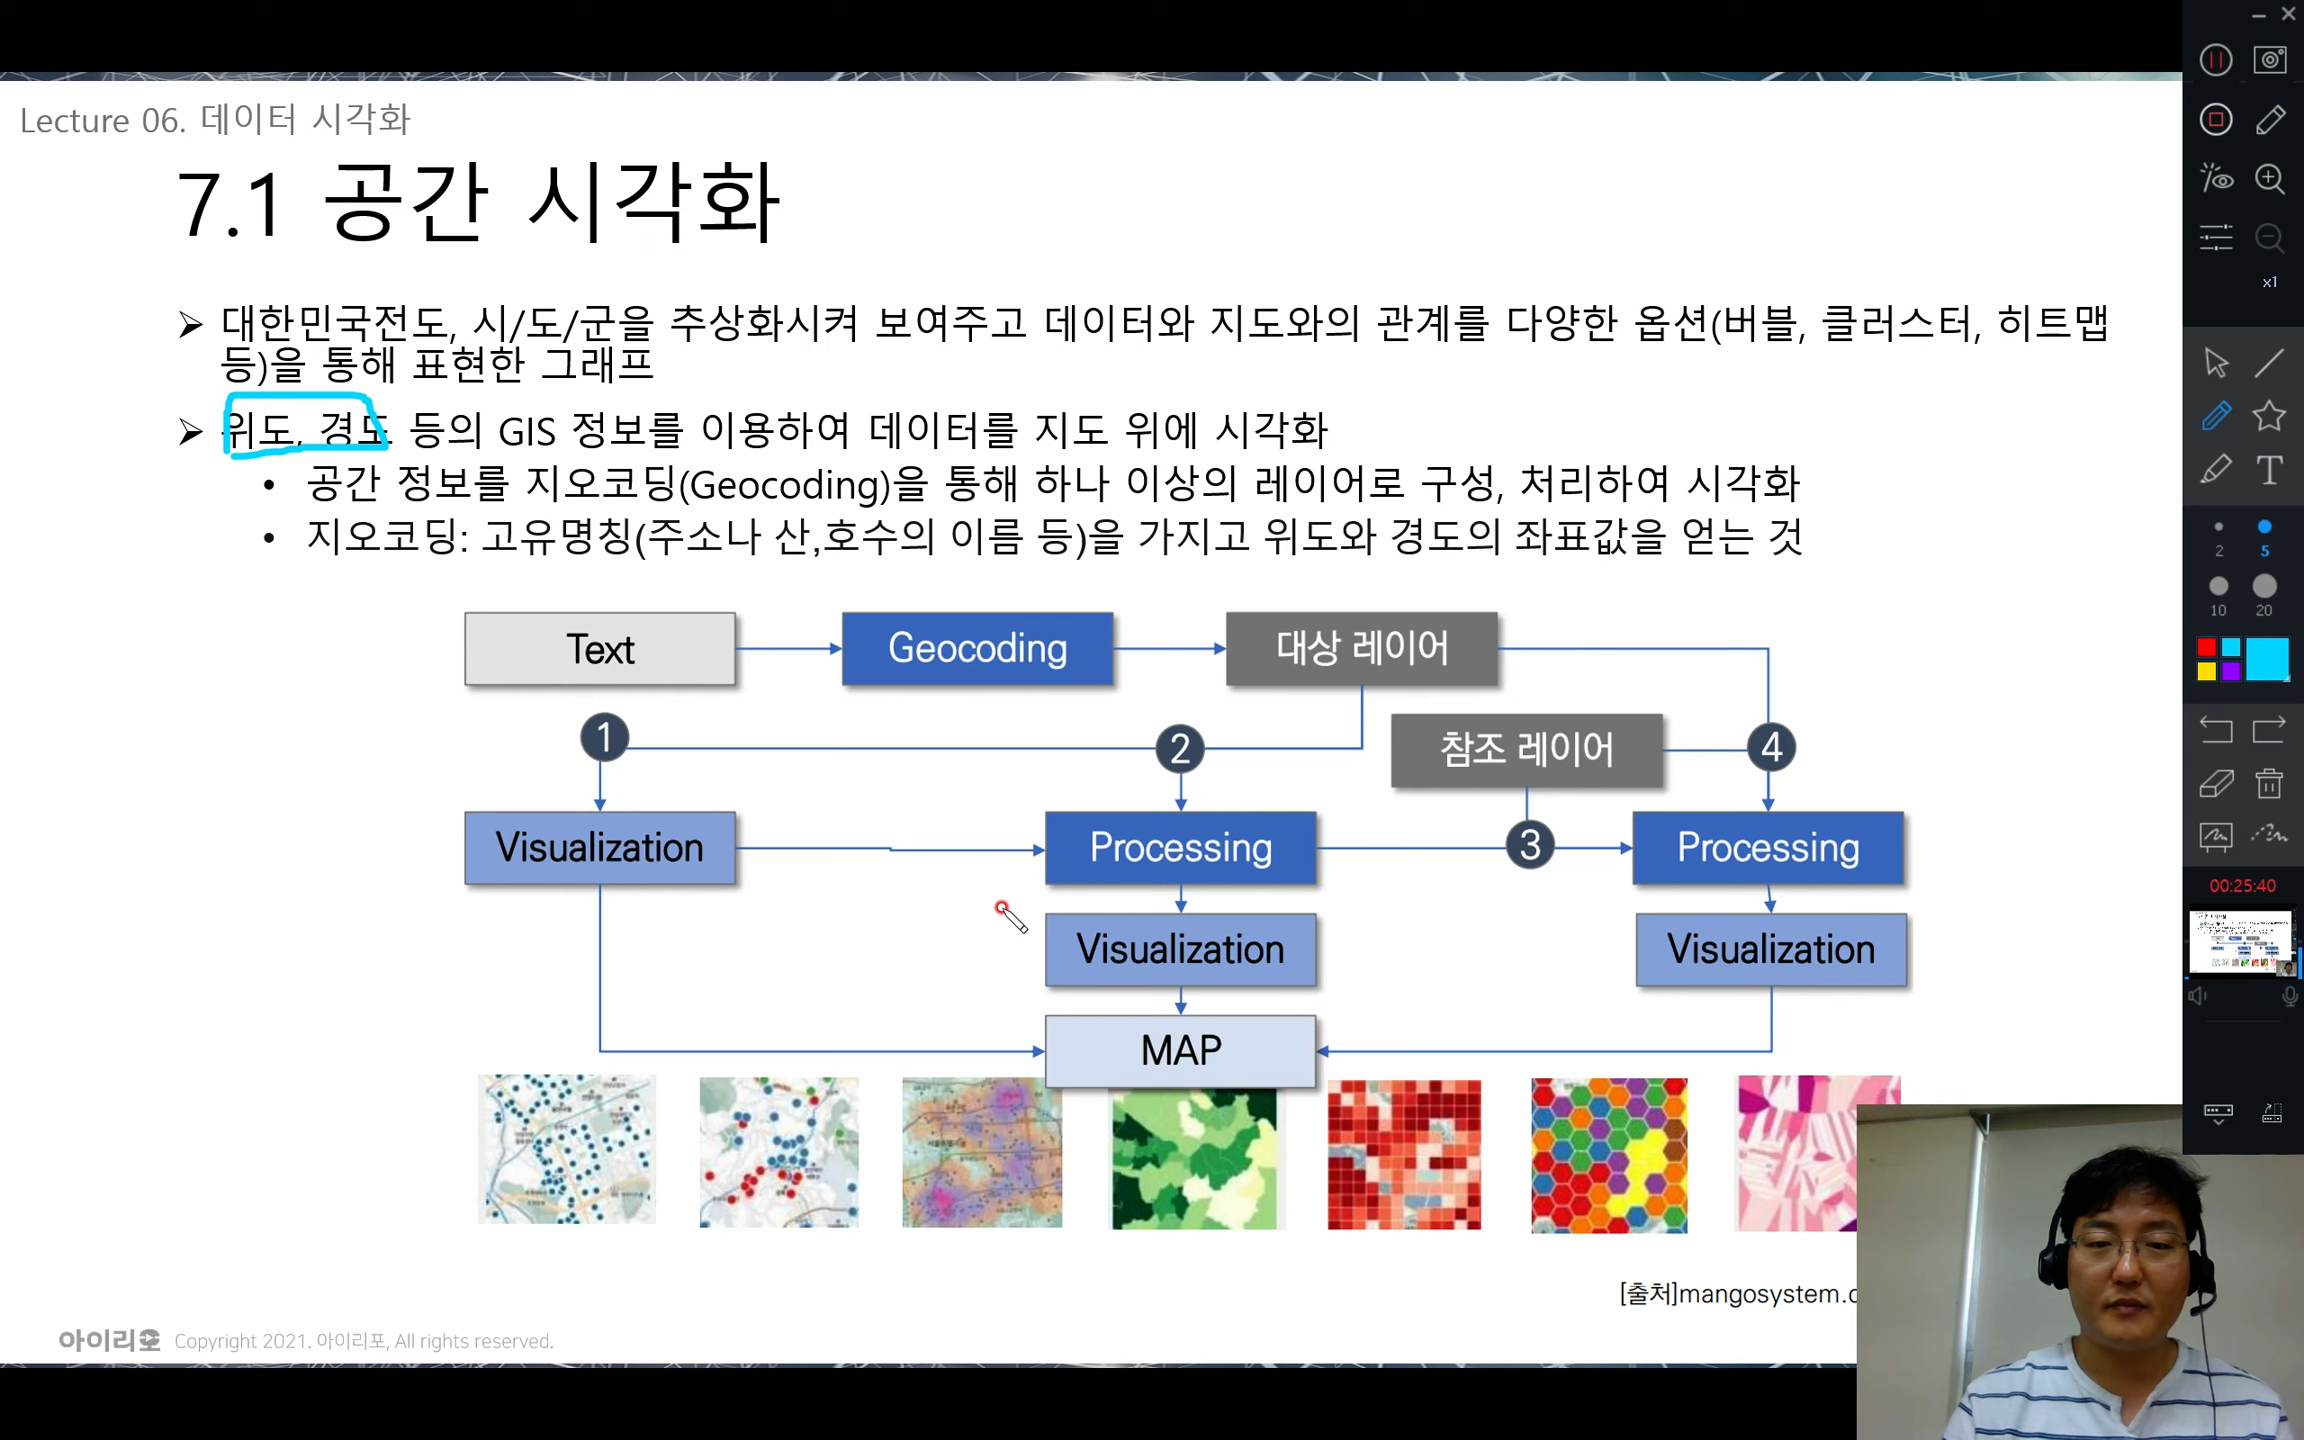 Lecture 06. 데이터 시각화
7.1 공간 시각화
➢ 대한민국전도, 시/도/군을 추상화시켜 보여주고 데이터와 지도와의 관계를 다양한 옵션(버블, 클러스터, 히트맵
등)을 통해 표현한 그래프
➢ 위도, 경도 등의 GIS 정보를 이용하여 데이터를 지도 위에 시각화
• 공간 정보를 지오코딩(Geocoding)을 통해 하나 이상의 레이어로 구성, 처리하여 시각화
• 지오코딩: 고유명칭(주소나 산,호수의 이름 등)을 가지고 위도와 경도의 좌표값을 얻는 것
Text
Geocoding
대상 레이어
1
2
참조 레이어
4
Visualization
Processing
3
Processing
Visualization
Visualization
MAP
[출처]mangosystem.c
아이리포 Copyright 2021. 아이리포, All rights reserved.
x1
T
2
5
10
20
00:25:40